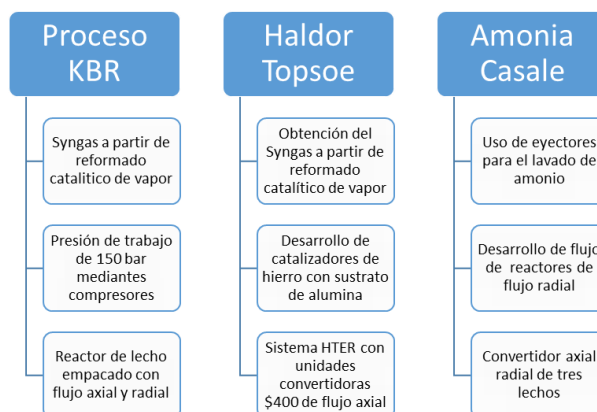 Proceso
KBR
Syngas a partir de
reformado
catalitico de vapor
Presión de trabajo
de 150 bar
mediantes
compresores
Reactor de lecho
empacado con
flujo axial y radial
Haldor
Topsoe
Obtención del
Syngas a partir de
reformado
catalítico de vapor
Desarrollo de
catalizadores de
hierro con sustrato
de alumina
Sistema HTER con
unidades
convertidoras
$400 de flujo axial
Amonia
Casale
Uso de eyectores
para el lavado de
amonio
Desarrollo de flujo
de reactores de
flujo radial
Convertidor axial
radial de tres
lechos